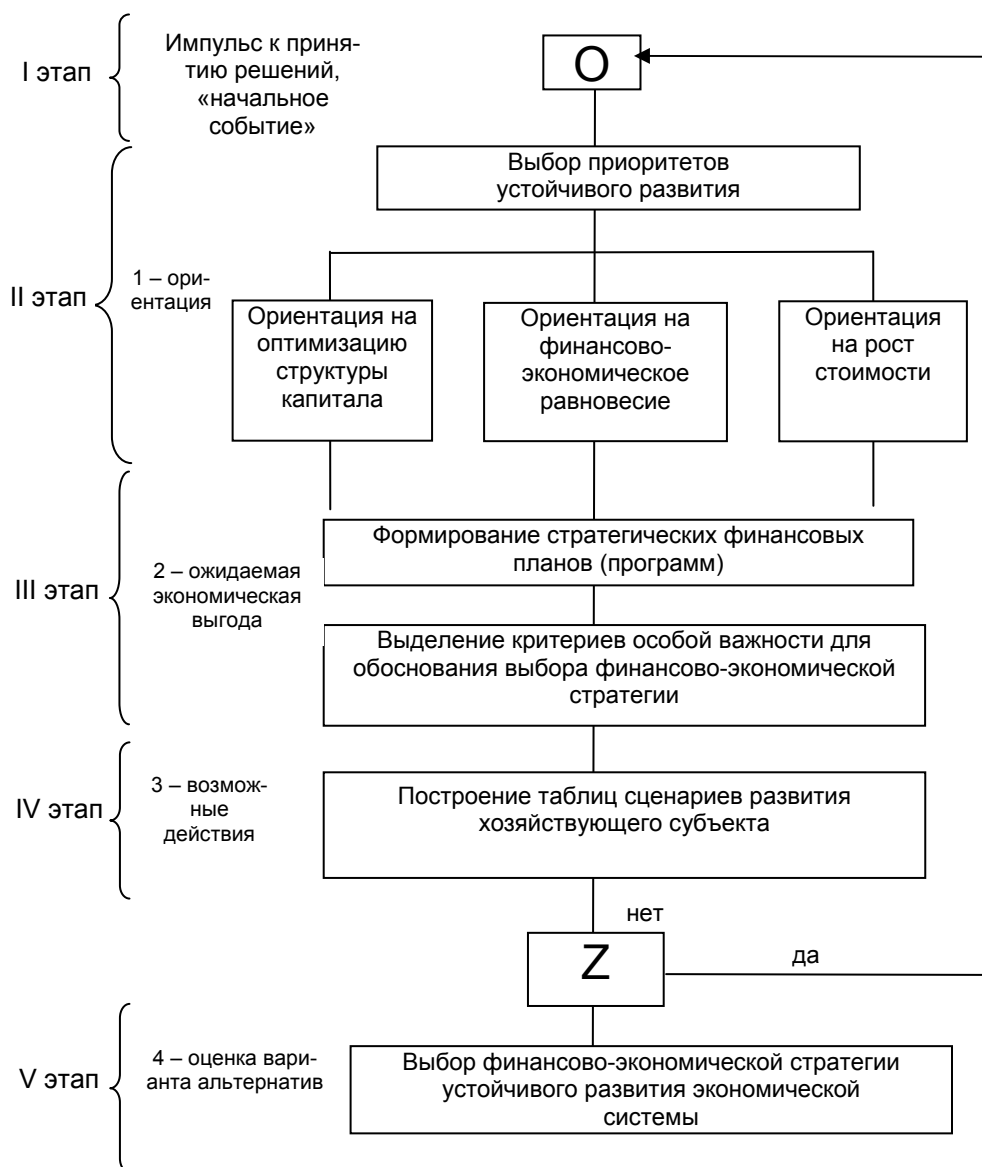 I этап
Импульс к приня-
тию решений,
«начальное
событие»
O
Выбор приоритетов
устойчивого развития
II этап
1 – ори-
ентация
Ориентация на
оптимизацию
структуры
капитала
Ориентация на
финансово-
экономическое
равновесие
Ориентация
на рост
стоимости
III этап
2 – ожидаемая
экономическая
выгода
Формирование стратегических финансовых
планов (программ)
Выделение критериев особой важности для
обоснования выбора финансово-экономической
стратегии
IV этап
3 – возмож-
ные
действия
Построение таблиц сценариев развития
хозяйствующего субъекта
нет
Z
да
V этап
4 – оценка вари-
анта альтернатив
Выбор финансово-экономической стратегии
устойчивого развития экономической
системы